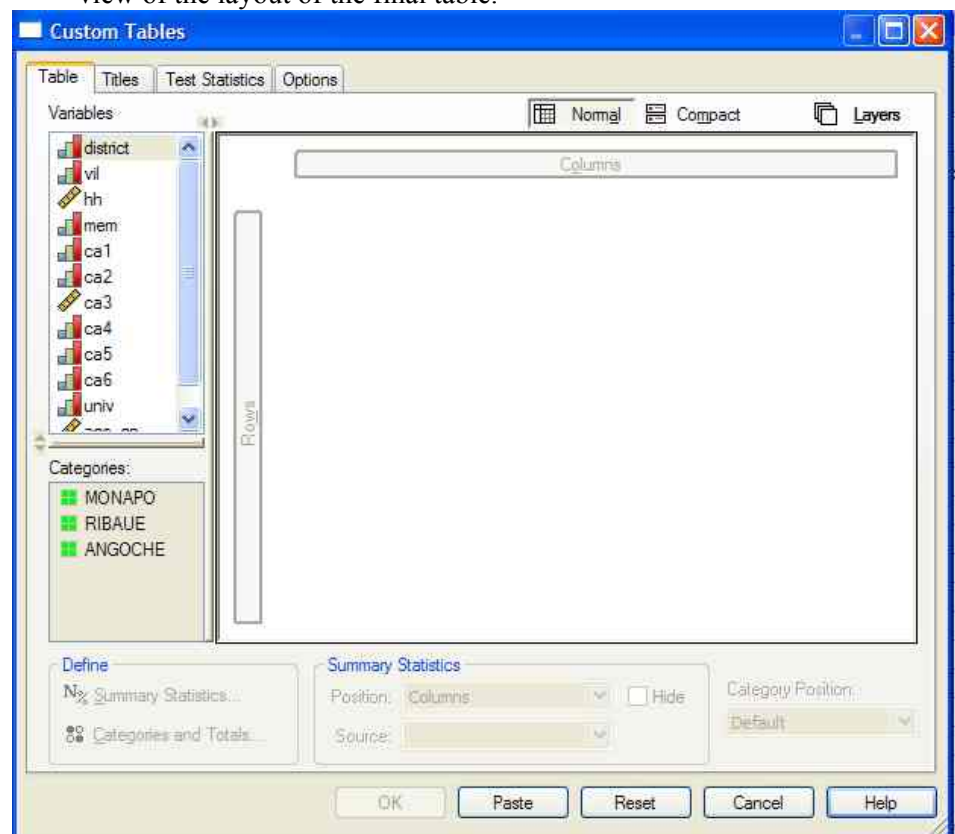 view of the layout of the final table.
Custom Tables
Table Titles Test Statistics Options
Variables
Normal Compact Layers
district
vil
hh
mem
ca1
ca2
ca3
ca4
ca5
ca6
univ
Columns
Rows
Categories:
MONAPO
RIBAUE
ANGOCHE
Define
N% Summary Statistics...
Categories and Totals...
Summary Statistics
Position: Columns Hide
Source:
Category Position:
Default
OK Paste Reset Cancel Help